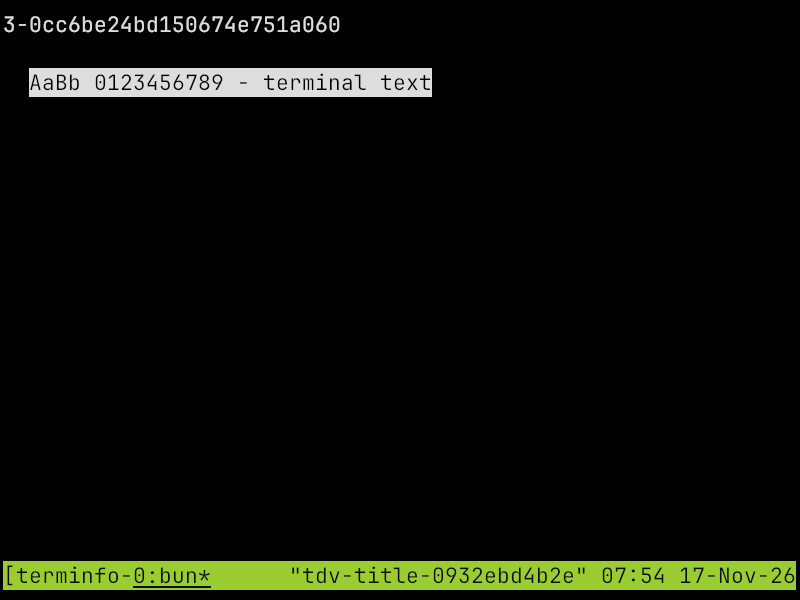 3-0cc6be24bd150674e751a060
AaBb 0123456789 - terminal text
[terminfo-0:bun* "tdv-title-0932ebd4b2e" 07:54 17-Nov-26